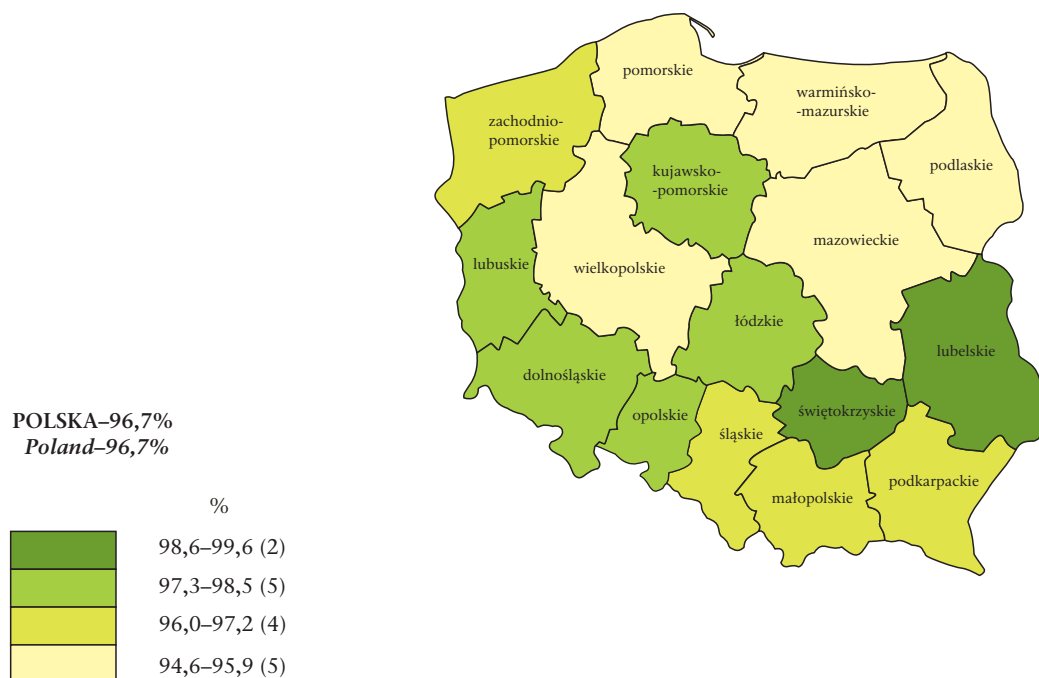 pomorskie
warmińsko-
-mazurskie
zachodnio-
pomorskie
podlaskie
kujawsko-
-pomorskie
mazowieckie
lubuskie
wielkopolskie
łódzkie
lubelskie
dolnośląskie
opolskie
śląskie
świętokrzyskie
małopolskie
podkarpackie
POLSKA–96,7%
Poland–96,7%
%
98,6–99,6 (2)
97,3–98,5 (5)
96,0–97,2 (4)
94,6–95,9 (5)